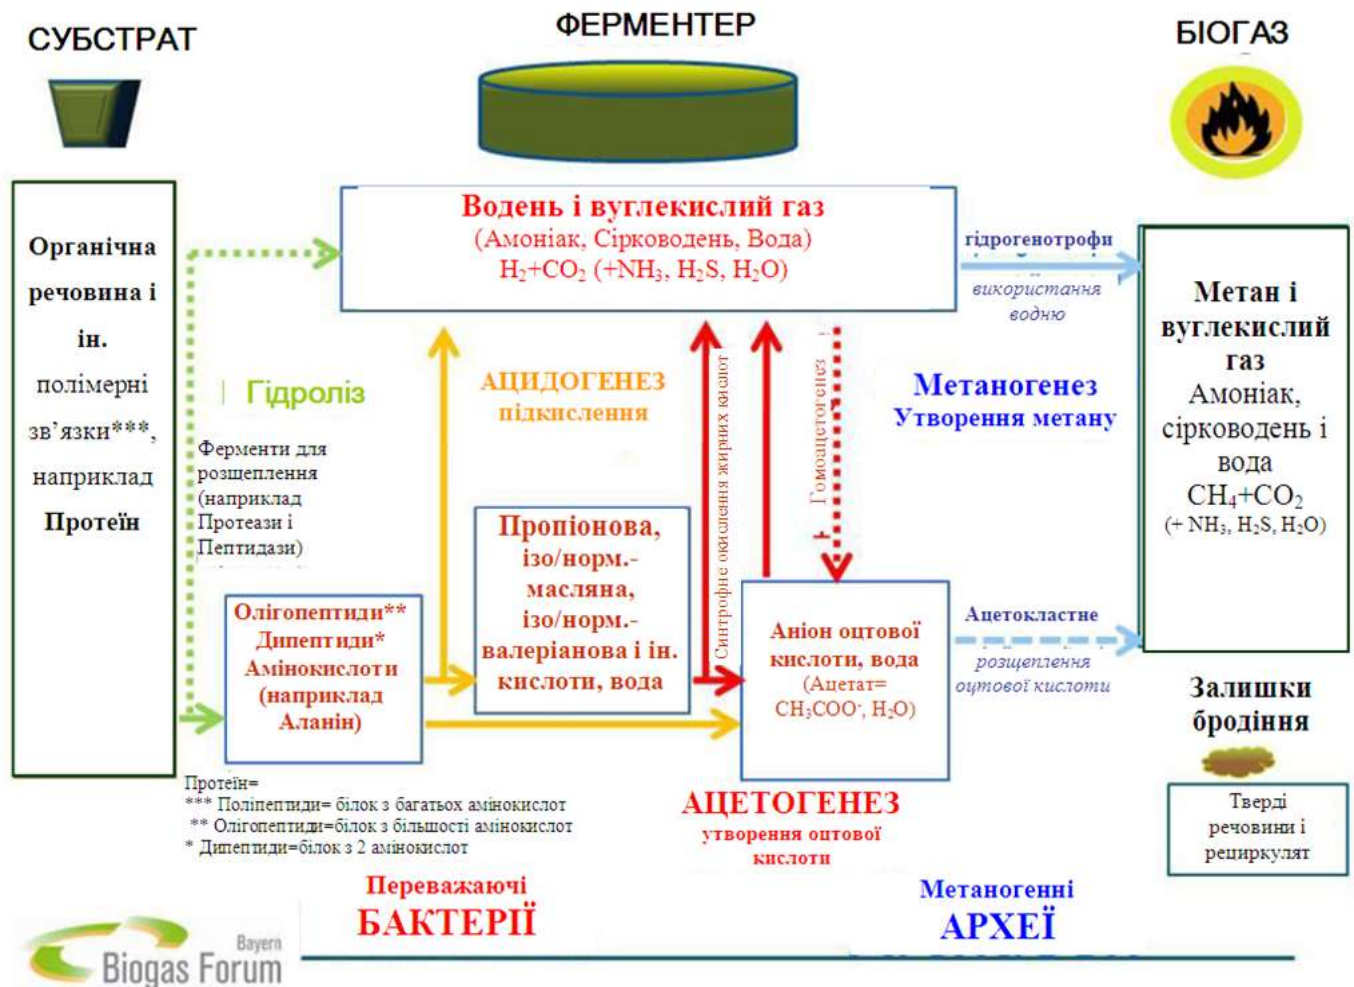 СУБСТРАТ
ФЕРМЕНТЕР
БІОГАЗ
Органічна
речовина і
ін.
полімерні
зв’язки***,
наприклад
Протеїн
Водень і вуглекислий газ
(Амоніак, Сірководень, Вода)
H₂+CO₂ (+NH₃, H₂S, H₂O)
гідрогенотрофи
використання
водню
Метан і
вуглекислий
газ
Амоніак,
сірководень і
вода
CH₄+CO₂
(+ NH₃, H₂S, H₂O)
Гідроліз
Ферменти для
розщеплення
(наприклад
Протеази і
Пептидази)
АЦИДОГЕНЕЗ
підкислення
Синтрофне окислення жирних кислот
Гомоацетогенез
Метаногенез
Утворення метану
Олігопептиди**
Дипептиди*
Амінокислоти
(наприклад
Аланін)
Пропіонова,
ізо/норм.-
масляна,
ізо/норм.-
валеріанова і ін.
кислоти, вода
Аніон оцтової
кислоти, вода
(Ацетат=
CH₃COO⁻, H₂O)
Ацетокластне
розщеплення
оцтової кислоти
Залишки
бродіння
Тверді
речовини і
рециркулят
Протеїн=
*** Поліпептиди= білок з багатьох амінокислот
** Олігопептиди=білок з більшості амінокислот
* Дипептиди=білок з 2 амінокислот
АЦЕТОГЕНЕЗ
утворення оцтової
кислоти
Переважаючі
БАКТЕРІЇ
Метаногенні
АРХЕЇ
Bayern
Biogas Forum